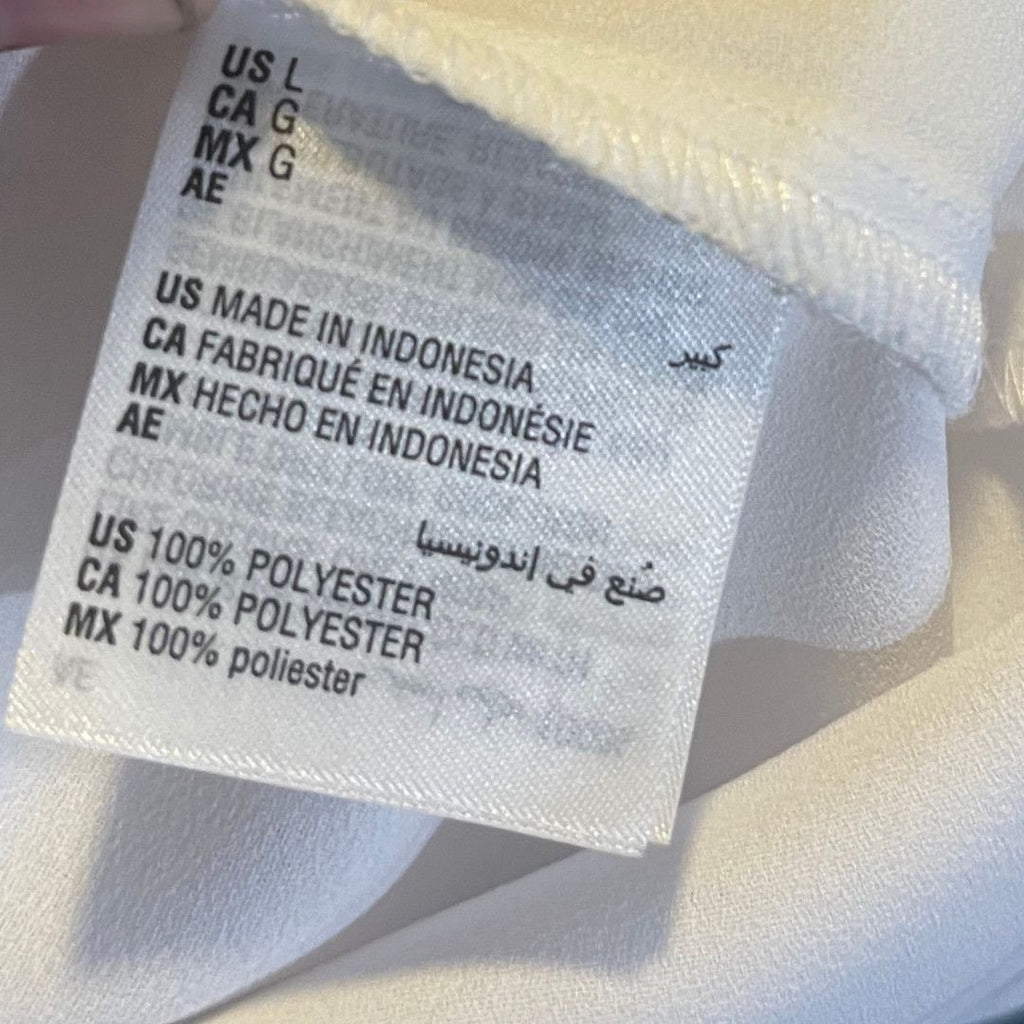 US L
CA G
MX G
AE
كبير
US MADE IN INDONESIA
CA FABRIQUÉ EN INDONÉSIE
MX HECHO EN INDONESIA
AE
صُنع في اندونيسيا
US 100% POLYESTER
CA 100% POLYESTER
MX 100% poliester